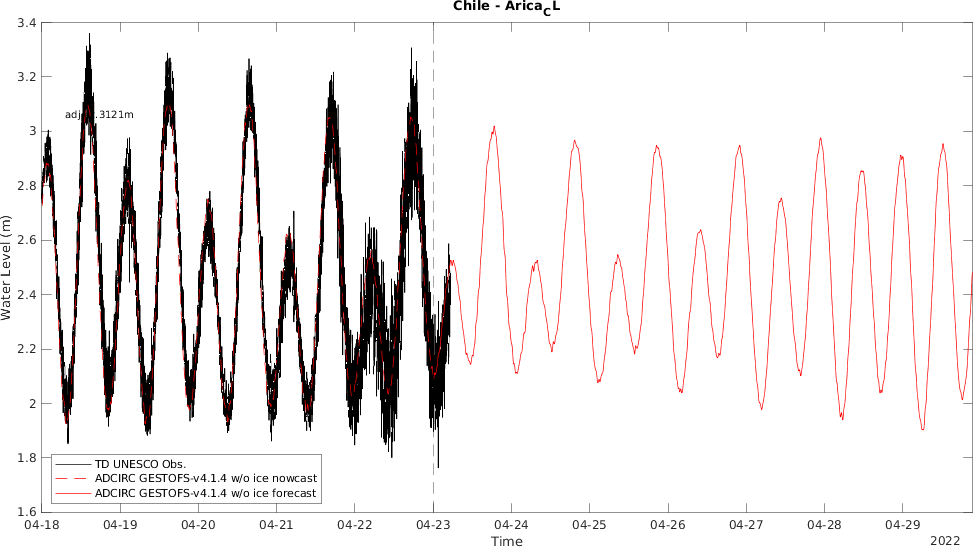 Chile - Arica_CL
3.4
3.2
3
2.8
2.6
2.4
2.2
2
1.8
1.6
Water Level (m)
.3121m
TD UNESCO Obs.
ADCIRC GESTOFS-v4.1.4 w/o ice nowcast
ADCIRC GESTOFS-v4.1.4 w/o ice forecast
04-18 04-19 04-20 04-21 04-22 04-23 04-24 04-25 04-26 04-27 04-28 04-29
Time
2022